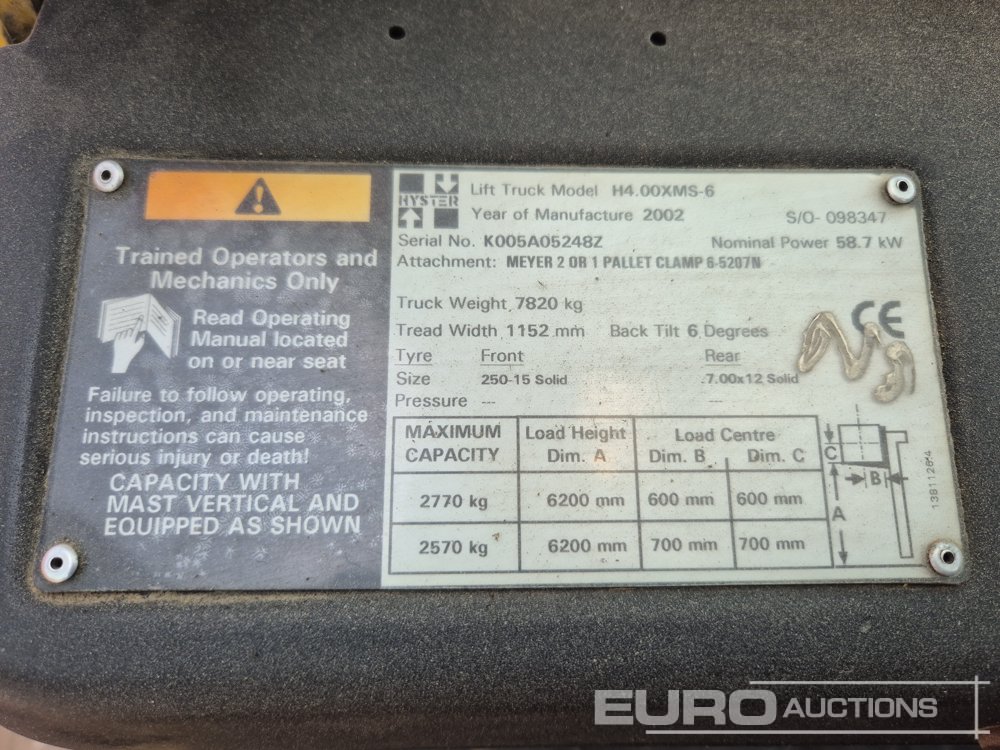 Trained Operators and
Mechanics Only
Read Operating
Manual located
on or near seat
Failure to follow operating,
inspection, and maintenance
instructions can cause
serious injury or death!
CAPACITY WITH
MAST VERTICAL AND
EQUIPPED AS SHOWN
HYSTER
Lift Truck Model H4.00XMS-6
Year of Manufacture 2002 S/O- 098347
Serial No. K005A05248Z Nominal Power 58.7 kW
Attachment: MEYER 2 OR 1 PALLET CLAMP 6-5207N
Truck Weight 7820 kg
Tread Width 1152 mm Back Tilt 6 Degrees
CE
Tyre Front Rear
Size 250-15 Solid 7.00x12 Solid
Pressure --- —
MAXIMUM CAPACITY Load Height Dim. A Load Centre Dim. B Dim. C
2770 kg 6200 mm 600 mm 600 mm
2570 kg 6200 mm 700 mm 700 mm
C
B
A
EURO AUCTIONS